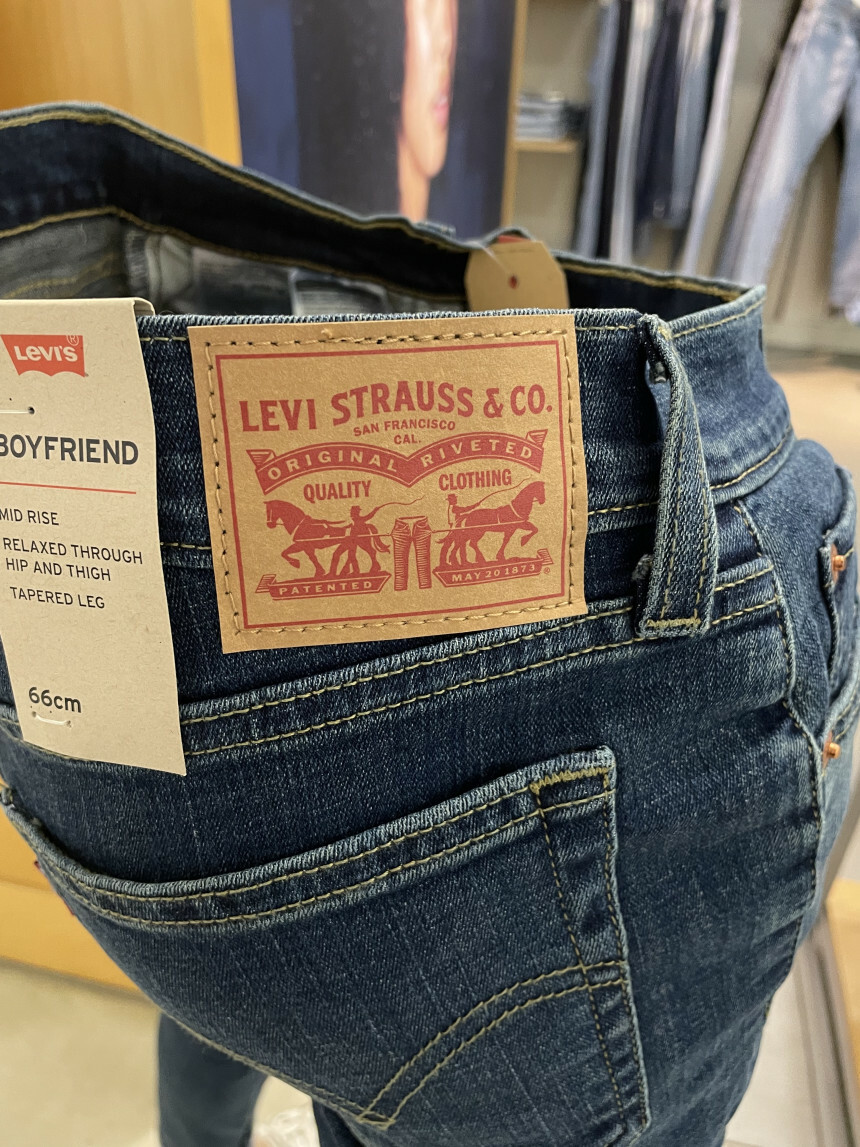 LEVI'S®
BOYFRIEND
MID RISE
RELAXED THROUGH
HIP AND THIGH
TAPERED LEG
66cm
LEVI STRAUSS & CO.
SAN FRANCISCO
CAL.
ORIGINAL RIVETED
QUALITY CLOTHING
PATENTED MAY 20 1873 ®